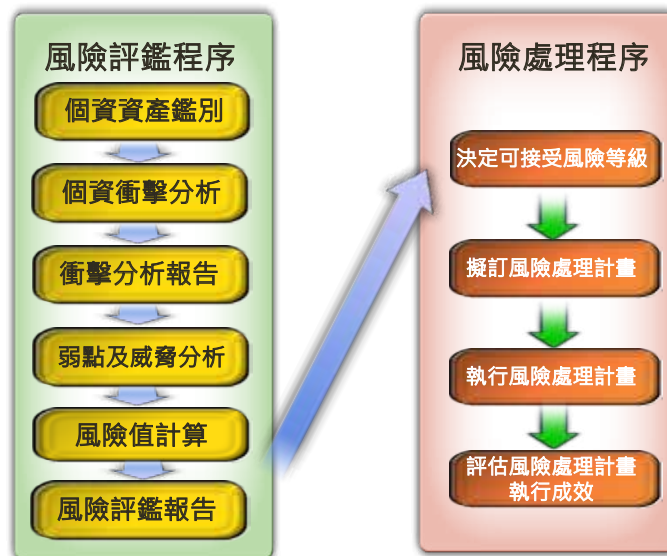 風險評鑑程序
個資資產鑑別
個資衝擊分析
衝擊分析報告
弱點及威脅分析
風險值計算
風險評鑑報告
風險處理程序
決定可接受風險等級
擬訂風險處理計畫
執行風險處理計畫
評估風險處理計畫
執行成效